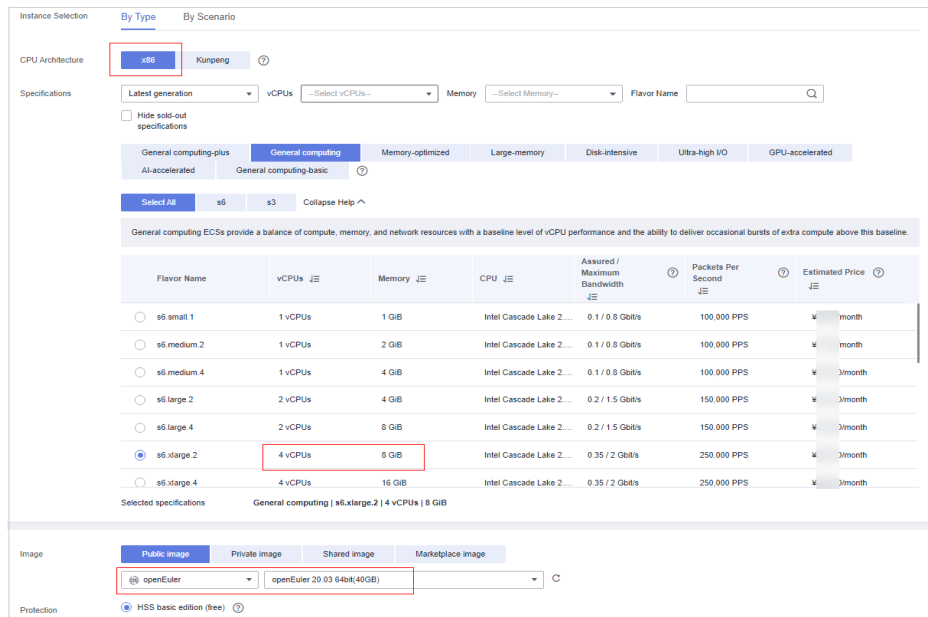 Instance Selection By Type By Scenario
CPU Architecture x86 Kunpeng ?
Specifications Latest generation vCPUs --Select vCPUs-- Memory --Select Memory-- Flavor Name
Hide sold-out
specifications
General computing-plus General computing Memory-optimized Large-memory Disk-intensive Ultra-high I/O GPU-accelerated
AI-accelerated General computing-basic ?
Select All s6 s3 Collapse Help
General computing ECSs provide a balance of compute, memory, and network resources with a baseline level of vCPU performance and the ability to deliver occasional bursts of extra compute above this baseline.
Flavor Name vCPUs Memory CPU Assured / Maximum Bandwidth ? Packets Per Second ? Estimated Price ?
s6.small.1 1 vCPUs 1 GiB Intel Cascade Lake 2.... 0.1 / 0.8 Gbit/s 100,000 PPS ¥ month
s6.medium.2 1 vCPUs 2 GiB Intel Cascade Lake 2.... 0.1 / 0.8 Gbit/s 100,000 PPS ¥ month
s6.medium.4 1 vCPUs 4 GiB Intel Cascade Lake 2.... 0.1 / 0.8 Gbit/s 100,000 PPS ¥ /month
s6.large.2 2 vCPUs 4 GiB Intel Cascade Lake 2.... 0.2 / 1.5 Gbit/s 150,000 PPS ¥ /month
s6.large.4 2 vCPUs 8 GiB Intel Cascade Lake 2.... 0.2 / 1.5 Gbit/s 150,000 PPS ¥ /month
s6.xlarge.2 4 vCPUs 8 GiB Intel Cascade Lake 2.... 0.35 / 2 Gbit/s 250,000 PPS ¥ /month
s6.xlarge.4 4 vCPUs 16 GiB Intel Cascade Lake 2.... 0.35 / 2 Gbit/s 250,000 PPS ¥ /month
Selected specifications General computing | s6.xlarge.2 | 4 vCPUs | 8 GiB
Image Public image Private image Shared image Marketplace image
openEuler openEuler 20.03 64bit(40GB)
Protection HSS basic edition (free) ?